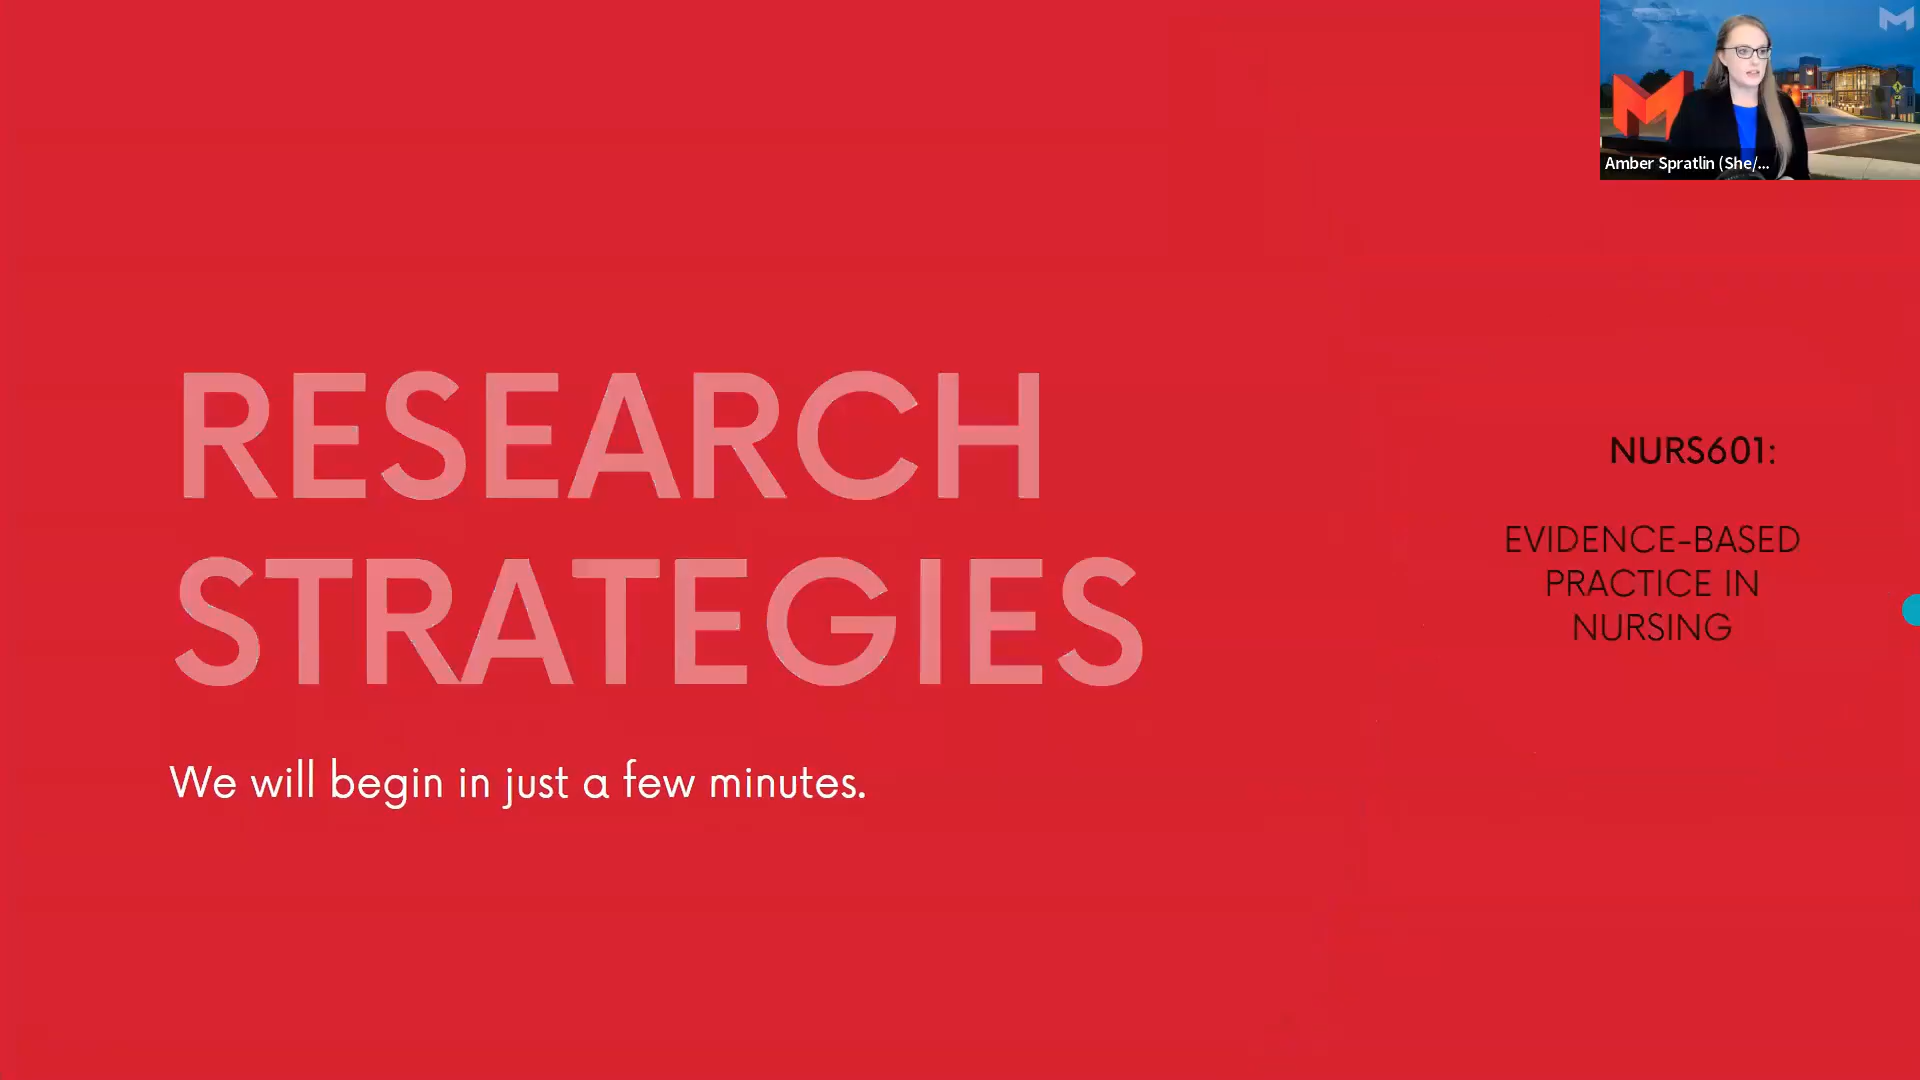 Amber Spratlin (She/...
RESEARCH
STRATEGIES
We will begin in just a few minutes.
NURS601:
EVIDENCE-BASED
PRACTICE IN
NURSING